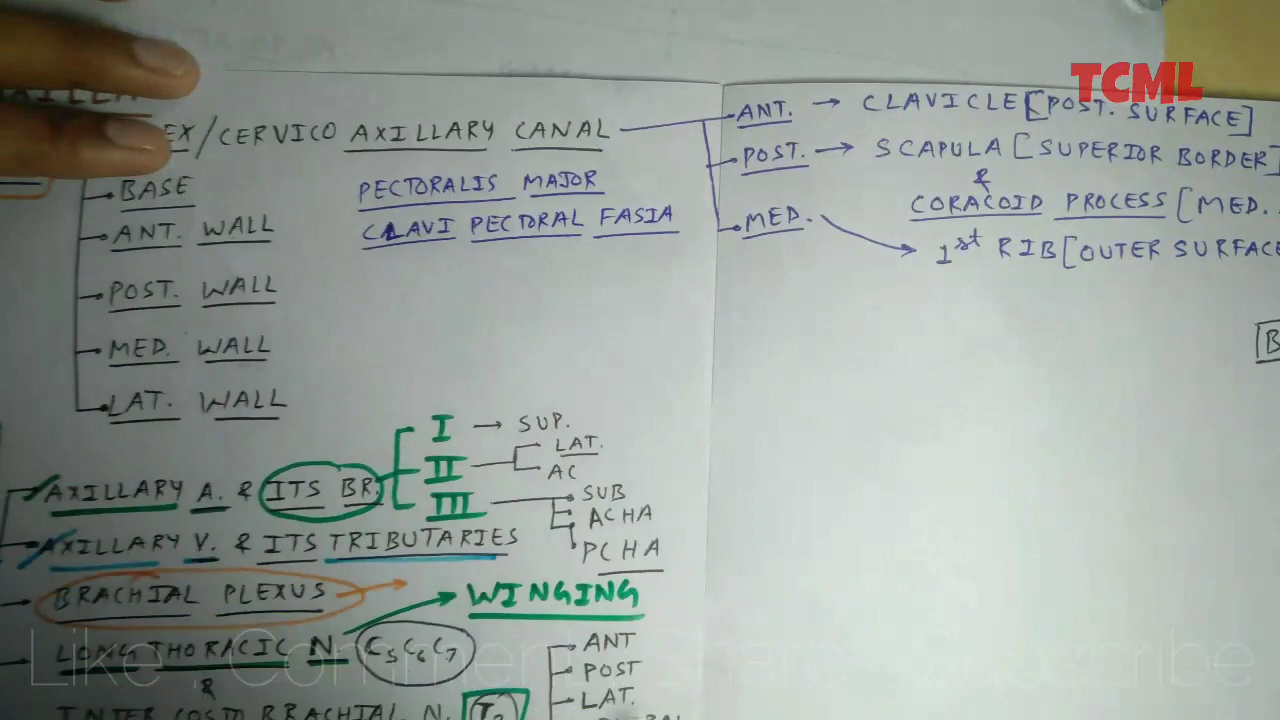 TCML
EX/CERVICO AXILLARY CANAL
ANT. → CLAVICLE [POST. SURFACE]
POST. → SCAPULA [SUPERIOR BORDER]
&
CORACOID PROCESS [MED.
MED. → 1st RIB [OUTER SURFACE
BASE
PECTORALIS MAJOR
ANT. WALL
CLAVI PECTORAL FASIA
POST. WALL
MED. WALL
LAT. WALL
AXILLARY A. & ITS BR.
I → SUP.
II
LAT.
AC
III
SUB
ACHA
PCHA
AXILLARY V. & ITS TRIBUTARIES
BRACHIAL PLEXUS
WINGING
LONG THORACIC N. C5 C6 C7
&
ANT
POST
LAT.
Like, Comment, Share & Subscribe